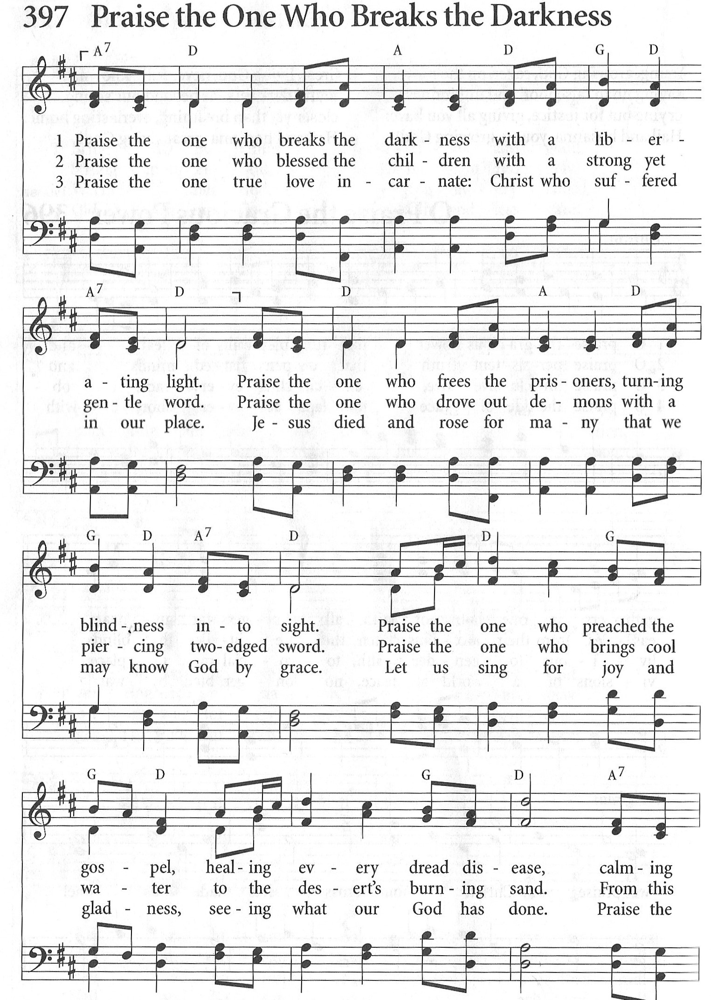 397 Praise the One Who Breaks the Darkness
A7 D A D G D
1 Praise the one who breaks the dark - ness with a lib - er -
2 Praise the one who blessed the chil - dren with a strong yet
3 Praise the one true love in - car - nate: Christ who suf - fered
A7 D D A D
a - ting light. Praise the one who frees the pris - oners, turn-ing
gen - tle word. Praise the one who drove out de - mons with a
in our place. Je - sus died and rose for ma - ny that we
G D A7 D D G
blind - ness in - to sight. Praise the one who preached the
pier - cing two-edged sword. Praise the one who brings cool
may know God by grace. Let us sing for joy and
G D G D A7
gos - pel, heal - ing ev - ery dread dis - ease, calm - ing
wa - ter to the des - ert's burn - ing sand. From this
glad - ness, see - ing what our God has done. Praise the